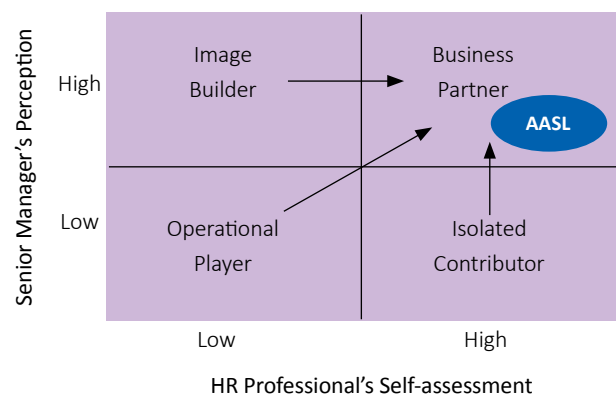 Senior Manager's Perception
High
Low
Image
Builder
Business
Partner
AASL
Operational
Player
Isolated
Contributor
Low
High
HR Professional's Self-assessment